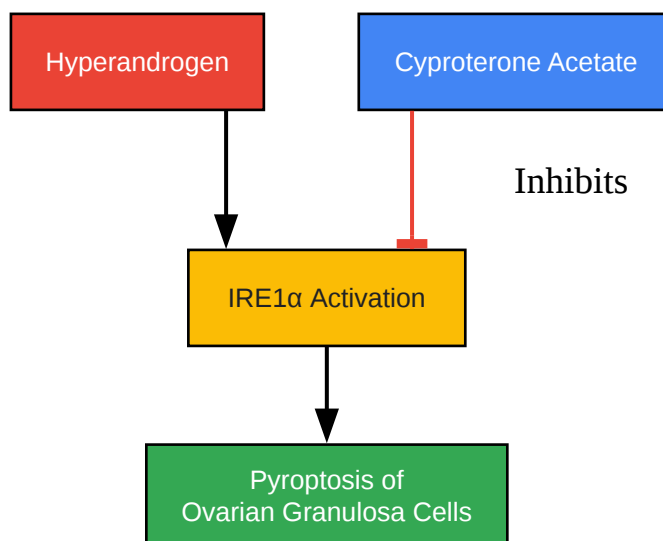 Hyperandrogen
Cyproterone Acetate
Inhibits
IRE1α Activation
Pyroptosis of
Ovarian Granulosa Cells